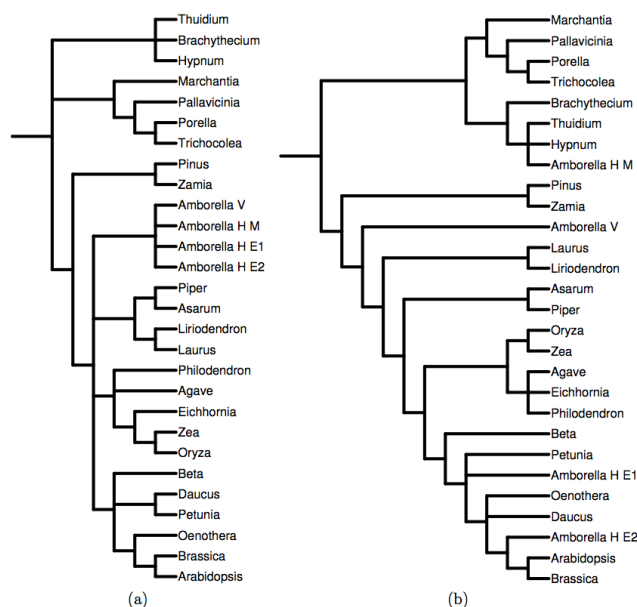 Thuidium
Brachythecium
Hypnum
Marchantia
Pallavicinia
Porella
Trichocolea
Pinus
Zamia
Amborella V
Amborella H M
Amborella H E1
Amborella H E2
Piper
Asarum
Liriodendron
Laurus
Philodendron
Agave
Eichhornia
Zea
Oryza
Beta
Daucus
Petunia
Oenothera
Brassica
Arabidopsis
(a)
Marchantia
Pallavicinia
Porella
Trichocolea
Brachythecium
Thuidium
Hypnum
Amborella H M
Pinus
Zamia
Amborella V
Laurus
Liriodendron
Asarum
Piper
Oryza
Zea
Agave
Eichhornia
Philodendron
Beta
Petunia
Amborella H E1
Oenothera
Daucus
Amborella H E2
Arabidopsis
Brassica
(b)